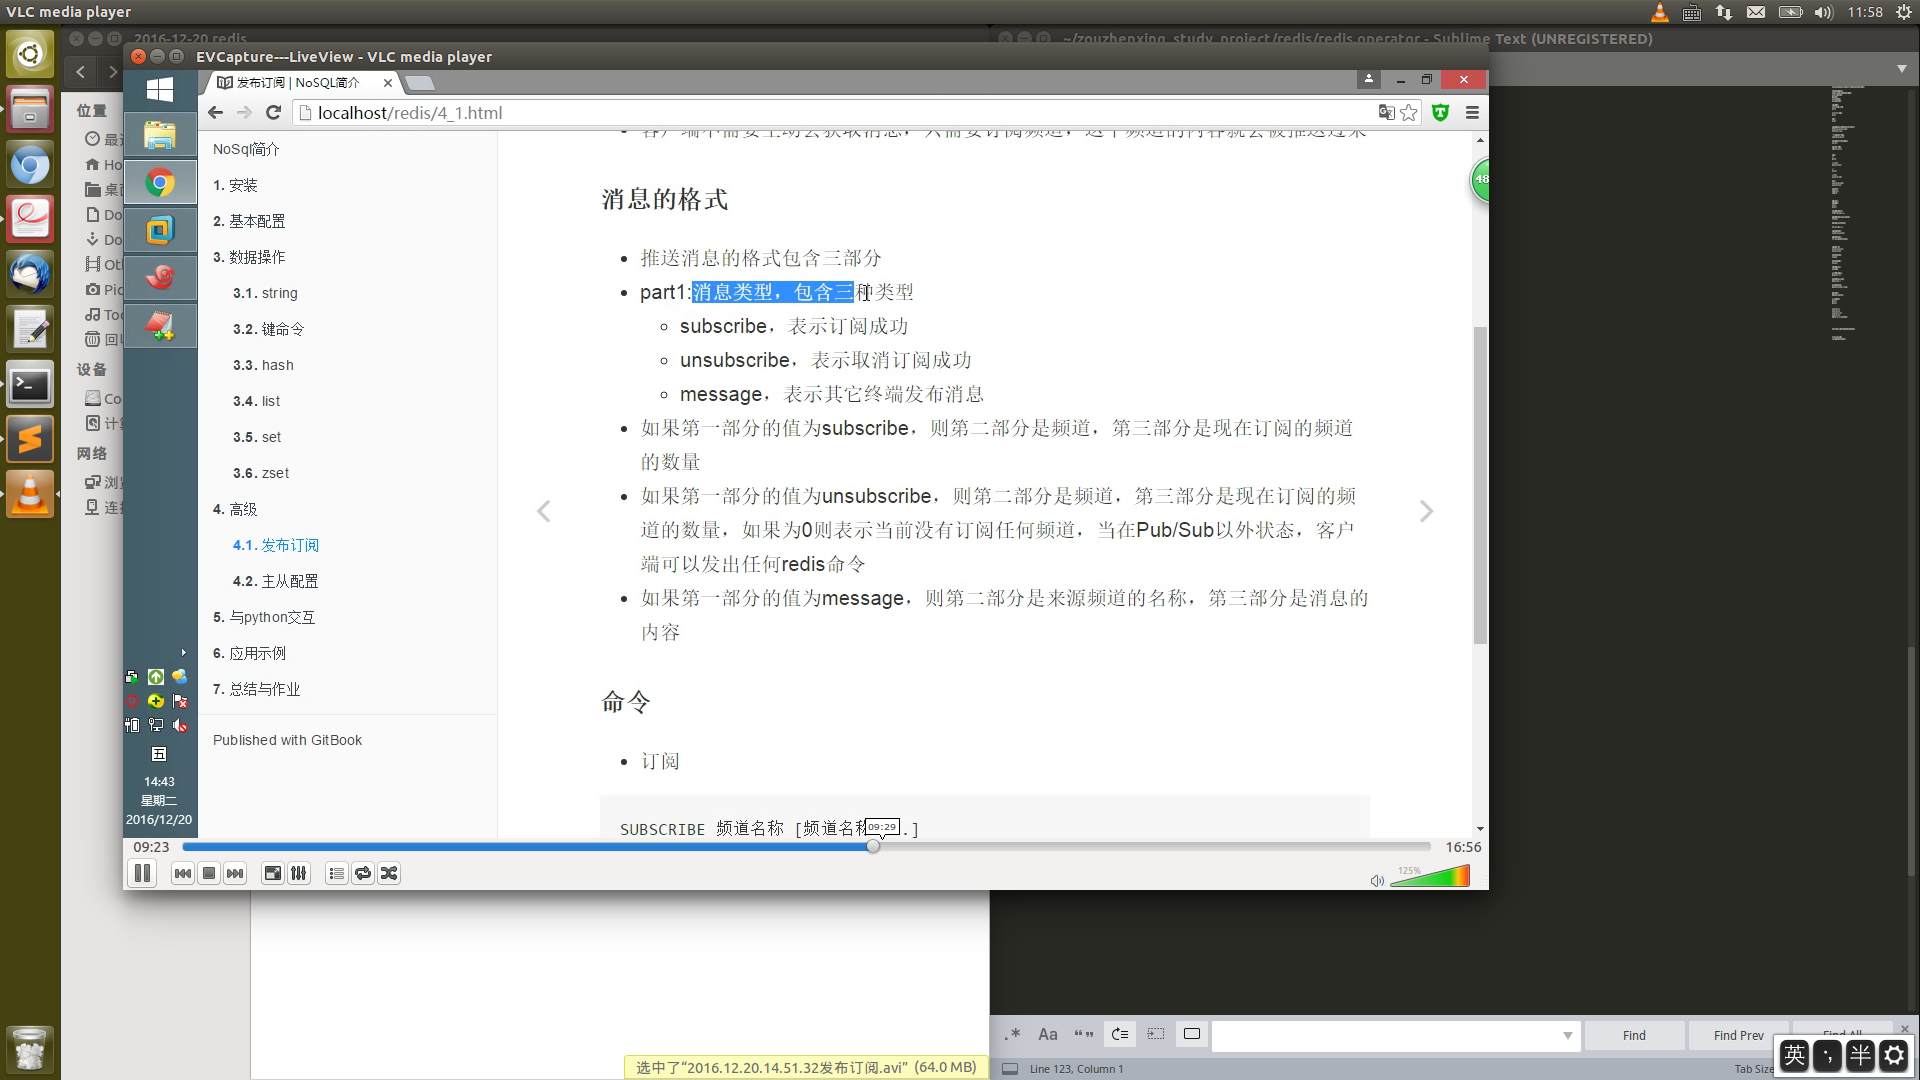 VLC media player
11:58
2016-12-20 redis
~/zouzhenxing_study_project/redis/redis operator - Sublime Text (UNREGISTERED)
EVCapture---LiveView - VLC media player
发布订阅 | NoSQL简介
localhost/redis/4_1.html
位置
Ho
Do
Do
Pic
设备
Co
网络
NoSql简介
1. 安装
2. 基本配置
3. 数据操作
3.1. string
3.2. 键命令
3.3. hash
3.4. list
3.5. set
3.6. zset
4. 高级
4.1. 发布订阅
4.2. 主从配置
5. 与python交互
6. 应用示例
7. 总结与作业
Published with GitBook
五
14:43
星期二
2016/12/20
48
消息的格式
推送消息的格式包含三部分
part1:消息类型，包含三种类型
subscribe，表示订阅成功
unsubscribe，表示取消订阅成功
message，表示其它终端发布消息
如果第一部分的值为subscribe，则第二部分是频道，第三部分是现在订阅的频道
的数量
如果第一部分的值为unsubscribe，则第二部分是频道，第三部分是现在订阅的频
道的数量，如果为0则表示当前没有订阅任何频道，当在Pub/Sub以外状态，客户
端可以发出任何redis命令
如果第一部分的值为message，则第二部分是来源频道的名称，第三部分是消息的
内容
命令
订阅
SUBSCRIBE 频道名称 [频道名称 .]
09:29
09:23
16:56
125%
选中了“2016.12.20.14.51.32发布订阅.avi” (64.0 MB)
.* Aa “”
Find
Find Prev
Find All
Line 123, Column 1
Tab Size
英
半